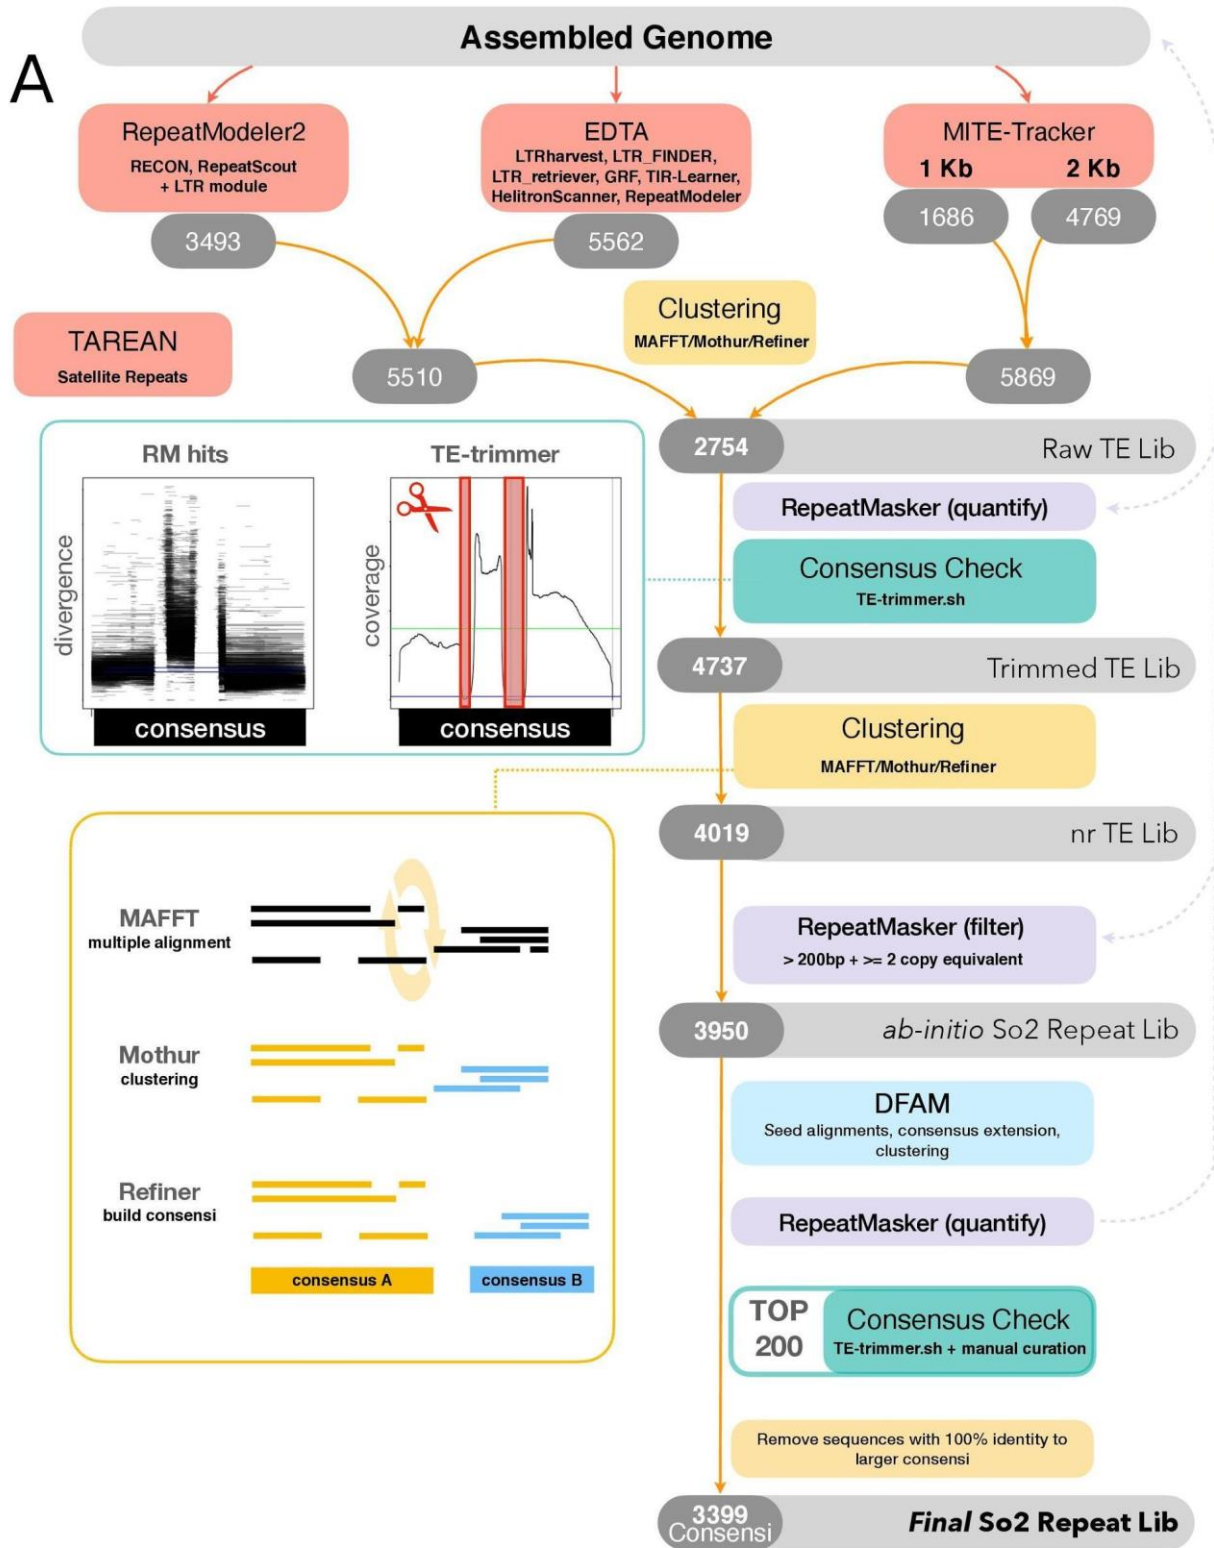 A
Assembled Genome
RepeatModeler2
RECON, RepeatScout
+ LTR module
3493
EDTA
LTRharvest, LTR_FINDER,
LTR_retriever, GRF, TIR-Learner,
HelitronScanner, RepeatModeler
5562
MITE-Tracker
1 Kb 2 Kb
1686 4769
TAREAN
Satellite Repeats
5510
Clustering
MAFFT/Mothur/Refiner
5869
2754 Raw TE Lib
RM hits
divergence
consensus
TE-trimmer
coverage
consensus
RepeatMasker (quantify)
Consensus Check
TE-trimmer.sh
4737 Trimmed TE Lib
Clustering
MAFFT/Mothur/Refiner
4019 nr TE Lib
MAFFT
multiple alignment
Mothur
clustering
Refiner
build consensi
consensus A consensus B
RepeatMasker (filter)
> 200bp + >= 2 copy equivalent
3950 ab-initio So2 Repeat Lib
DFAM
Seed alignments, consensus extension,
clustering
RepeatMasker (quantify)
TOP
200
Consensus Check
TE-trimmer.sh + manual curation
Remove sequences with 100% identity to
larger consensi
3399
Consensi
Final So2 Repeat Lib